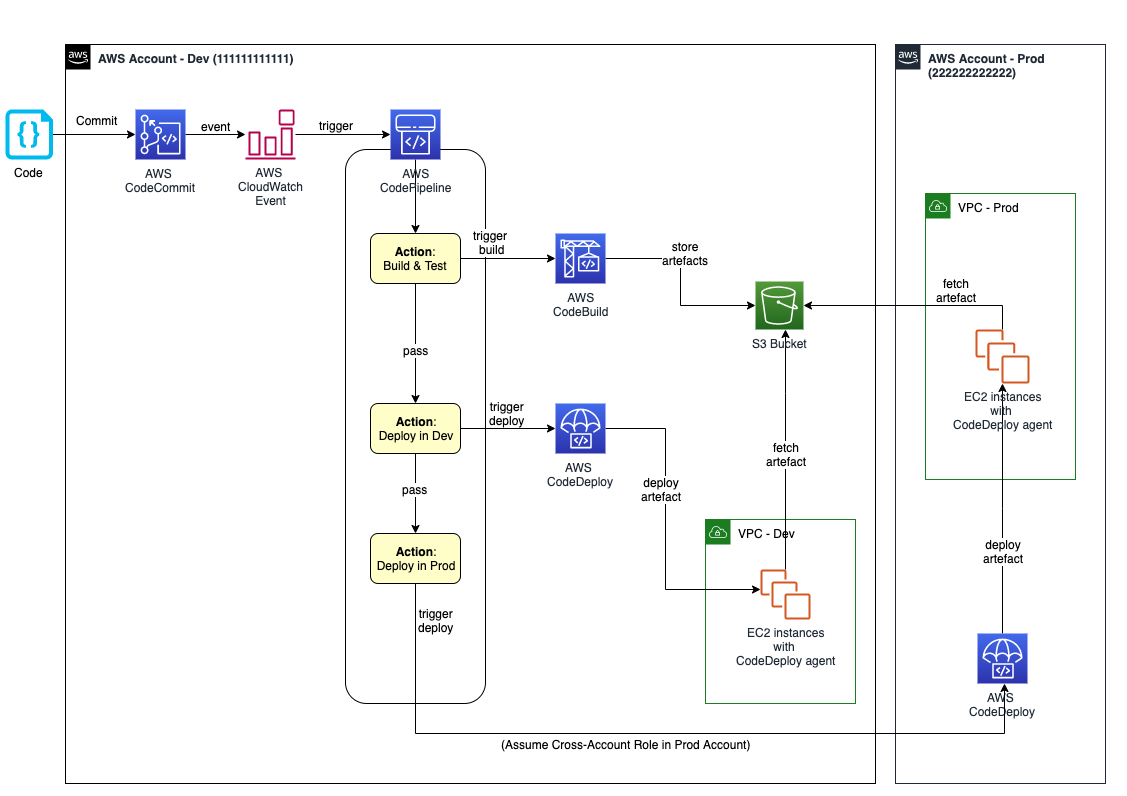 aws
AWS Account - Dev (111111111111)
aws
AWS Account - Prod
(222222222222)
Commit
event
trigger
{}
Code
AWS
CodeCommit
AWS
CloudWatch
Event
AWS
CodePipeline
VPC - Prod
Action:
Build & Test
trigger
build
AWS
CodeBuild
store
artefacts
S3 Bucket
fetch
artefact
EC2 instances
with
CodeDeploy agent
pass
Action:
Deploy in Dev
trigger
deploy
AWS
CodeDeploy
deploy
artefact
fetch
artefact
pass
Action:
Deploy in Prod
trigger
deploy
VPC - Dev
EC2 instances
with
CodeDeploy agent
deploy
artefact
AWS
CodeDeploy
(Assume Cross-Account Role in Prod Account)